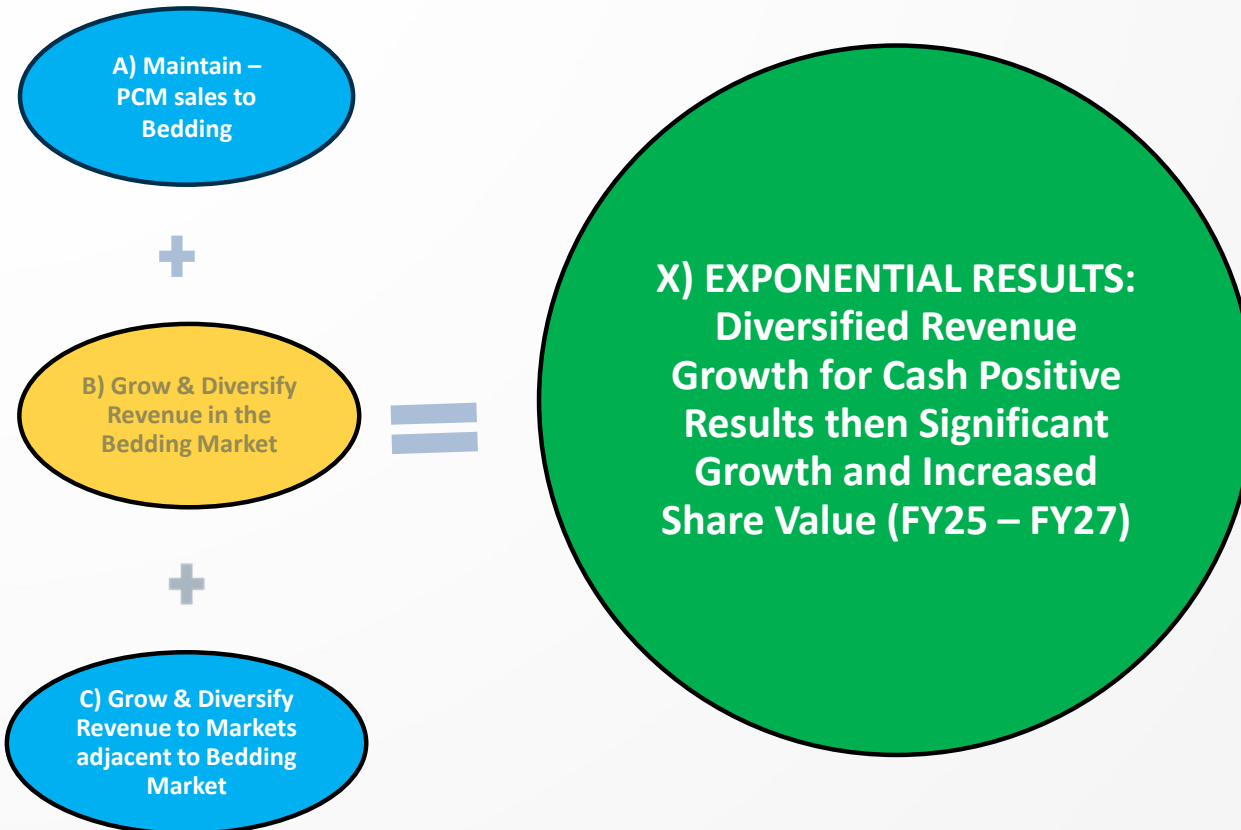 A) Maintain –
PCM sales to
Bedding
B) Grow & Diversify
Revenue in the
Bedding Market
C) Grow & Diversify
Revenue to Markets
adjacent to Bedding
Market
X) EXPONENTIAL RESULTS:
Diversified Revenue
Growth for Cash Positive
Results then Significant
Growth and Increased
Share Value (FY25 – FY27)